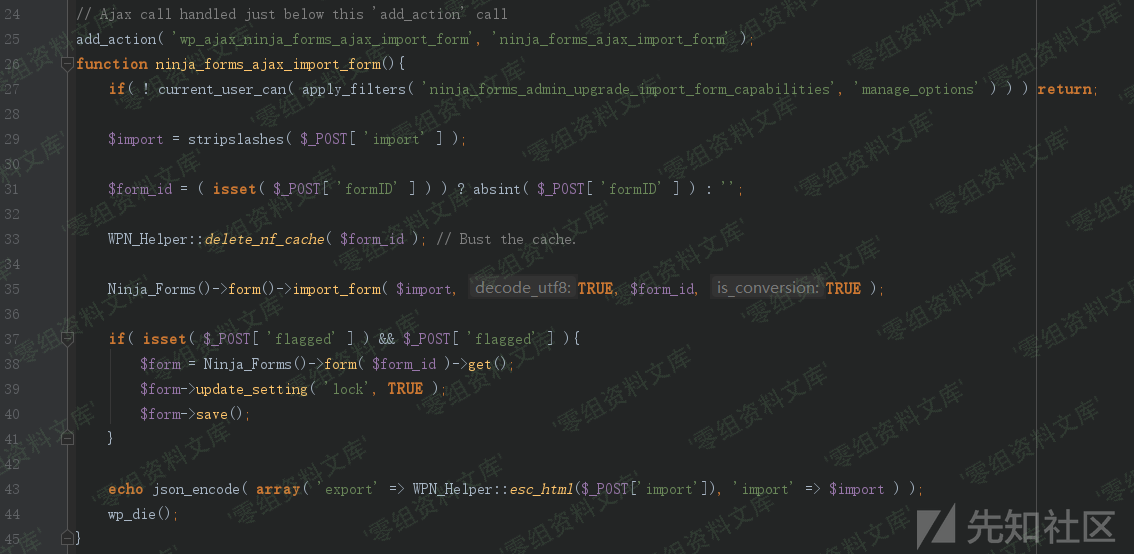 24 // Ajax call handled just below this 'add_action' call
25 add_action( 'wp_ajax_ninja_forms_ajax_import_form', 'ninja_forms_ajax_import_form' );
26 function ninja_forms_ajax_import_form(){
27 if( ! current_user_can( apply_filters( 'ninja_forms_admin_upgrade_import_form_capabilities', 'manage_options' ) ) ) return;
28
29 $import = stripslashes( $_POST[ 'import' ] );
30
31 $form_id = ( isset( $_POST[ 'formID' ] ) ) ? absint( $_POST[ 'formID' ] ) : '';
32
33 WPN_Helper::delete_nf_cache( $form_id ); // Bust the cache.
34
35 Ninja_Forms()->form()->import_form( $import, decode_utf8: TRUE, $form_id, is_conversion: TRUE );
36
37 if( isset( $_POST[ 'flagged' ] ) && $_POST[ 'flagged' ] ){
38 $form = Ninja_Forms()->form( $form_id )->get();
39 $form->update_setting( 'lock', TRUE );
40 $form->save();
41 }
42
43 echo json_encode( array( 'export' => WPN_Helper::esc_html($_POST['import']), 'import' => $import ) );
44 wp_die();
45 }
'零组资料文库'
先知社区